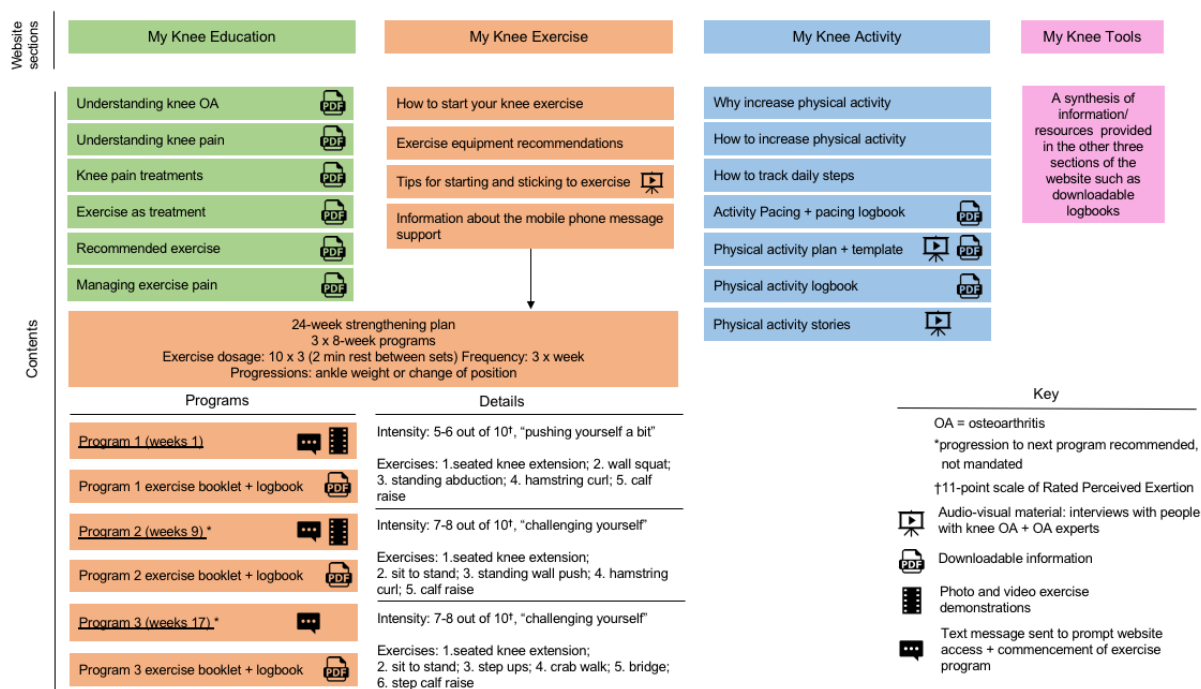 Website sections
My Knee Education
My Knee Exercise
My Knee Activity
My Knee Tools
Contents
Understanding knee OA PDF
Understanding knee pain PDF
Knee pain treatments PDF
Exercise as treatment PDF
Recommended exercise PDF
Managing exercise pain PDF
How to start your knee exercise
Exercise equipment recommendations
Tips for starting and sticking to exercise
Information about the mobile phone message
support
Why increase physical activity
How to increase physical activity
How to track daily steps
Activity Pacing + pacing logbook PDF
Physical activity plan + template PDF
Physical activity logbook PDF
Physical activity stories
A synthesis of
information/
resources provided
in the other three
sections of the
website such as
downloadable
logbooks
24-week strengthening plan
3 x 8-week programs
Exercise dosage: 10 x 3 (2 min rest between sets) Frequency: 3 x week
Progressions: ankle weight or change of position
Programs
Details
Program 1 (weeks 1)
Program 1 exercise booklet + logbook PDF
Intensity: 5-6 out of 10†, “pushing yourself a bit”
Exercises: 1.seated knee extension; 2. wall squat;
3. standing abduction; 4. hamstring curl; 5. calf
raise
Program 2 (weeks 9) *
Program 2 exercise booklet + logbook PDF
Intensity: 7-8 out of 10†, “challenging yourself”
Exercises: 1.seated knee extension;
2. sit to stand; 3. standing wall push; 4. hamstring
curl; 5. calf raise
Program 3 (weeks 17) *
Program 3 exercise booklet + logbook PDF
Intensity: 7-8 out of 10†, “challenging yourself”
Exercises: 1.seated knee extension;
2. sit to stand; 3. step ups; 4. crab walk; 5. bridge;
6. step calf raise
Key
OA = osteoarthritis
*progression to next program recommended,
not mandated
†11-point scale of Rated Perceived Exertion
Audio-visual material: interviews with people
with knee OA + OA experts
PDF Downloadable information
Photo and video exercise
demonstrations
Text message sent to prompt website
access + commencement of exercise
program